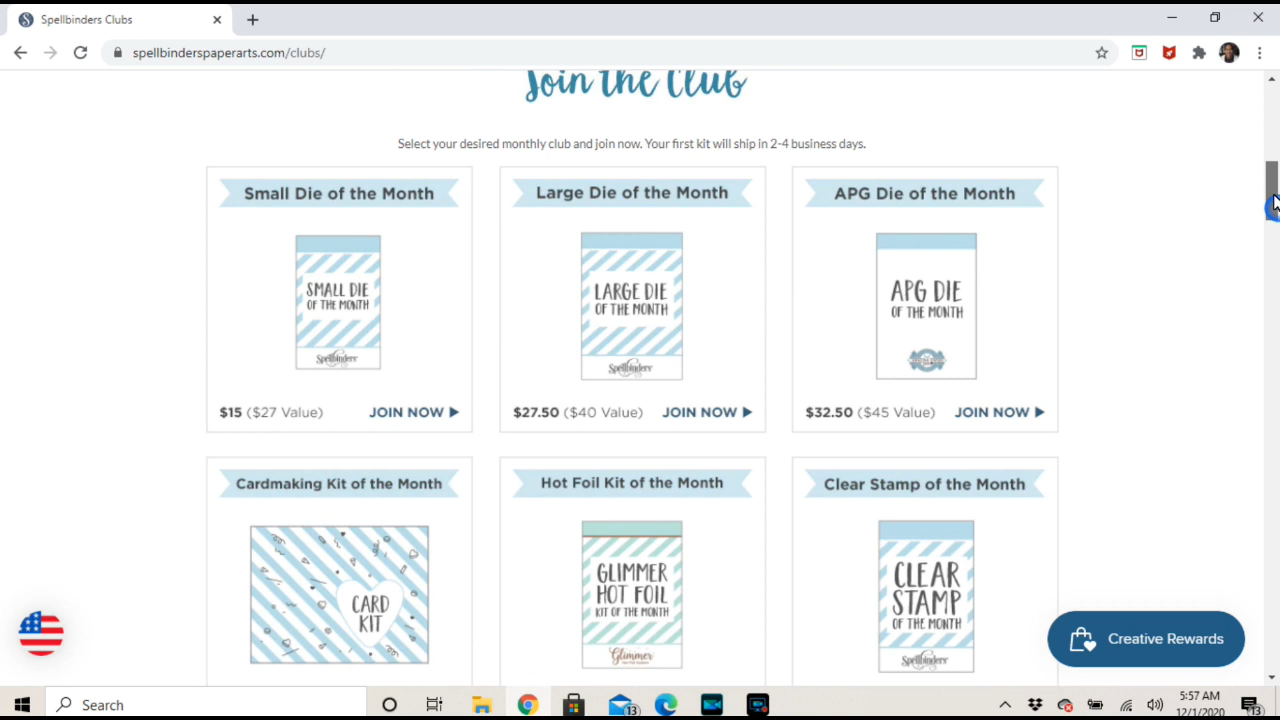 Spellbinders Clubs
spellbinderspaperarts.com/clubs/
Join the Club
Select your desired monthly club and join now. Your first kit will ship in 2-4 business days.
Small Die of the Month
Large Die of the Month
APG Die of the Month
SMALL DIE
OF THE MONTH
Spellbinders
LARGE DIE
OF THE MONTH
Spellbinders
APG DIE
OF THE MONTH
$15 ($27 Value) JOIN NOW
$27.50 ($40 Value) JOIN NOW
$32.50 ($45 Value) JOIN NOW
Cardmaking Kit of the Month
Hot Foil Kit of the Month
Clear Stamp of the Month
CARD
KIT
GLIMMER
HOT FOIL
KIT OF THE MONTH
Glimmer
CLEAR
STAMP
OF THE MONTH
Spellbinders
Creative Rewards
Search
13
5:57 AM
12/1/2020
13